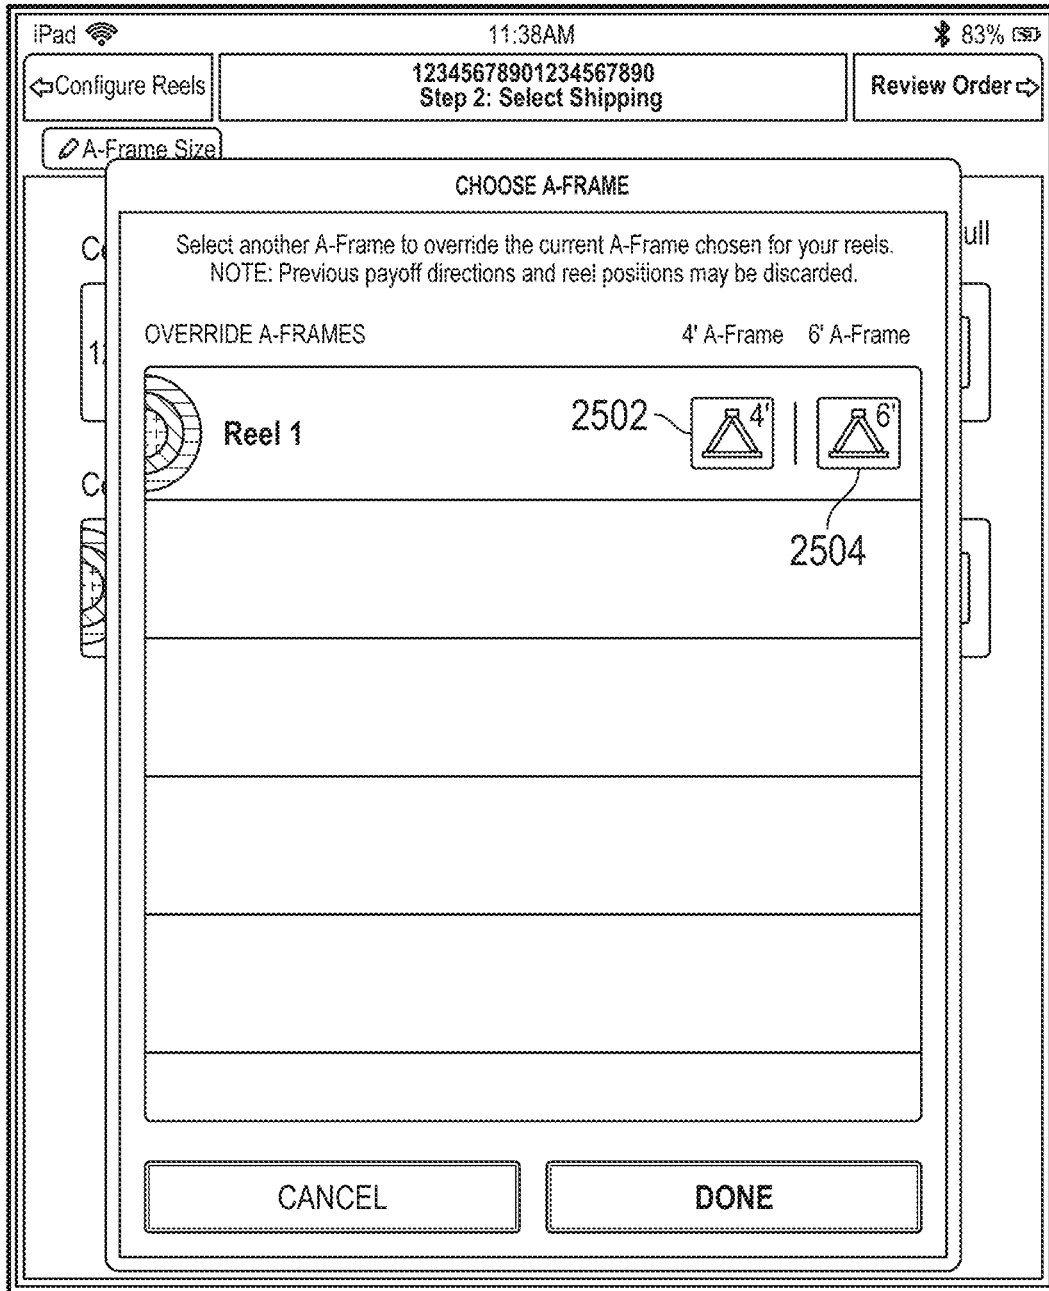 iPad 11:38AM 83%
Configure Reels
12345678901234567890
Step 2: Select Shipping
Review Order
A-Frame Size
CHOOSE A-FRAME
Select another A-Frame to override the current A-Frame chosen for your reels.
NOTE: Previous payoff directions and reel positions may be discarded.
OVERRIDE A-FRAMES 4' A-Frame 6' A-Frame
Reel 1 2502 4' 6'
2504
CANCEL DONE